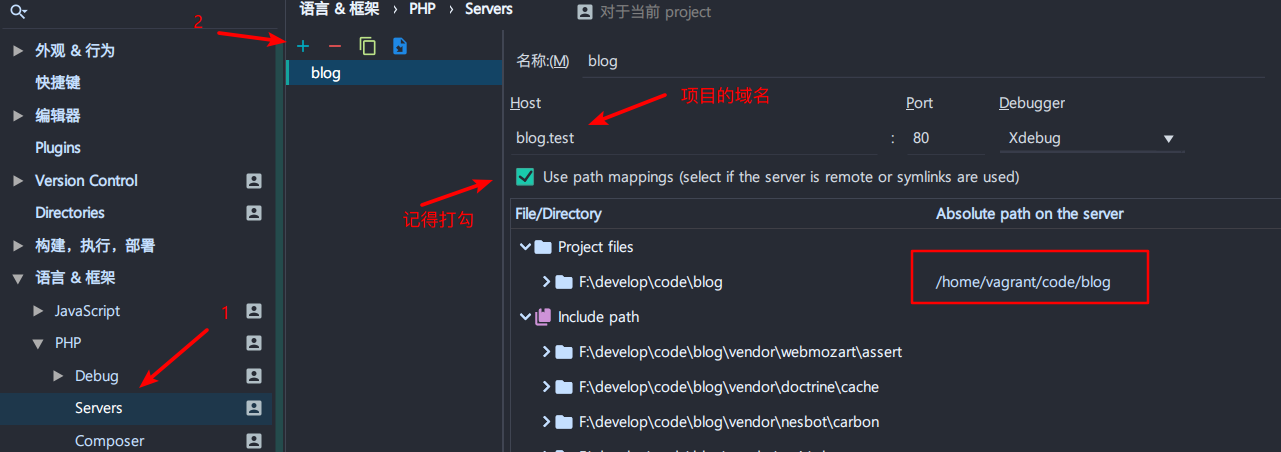 语言 & 框架 › PHP › Servers
对于当前 project
2
外观 & 行为
快捷键
编辑器
Plugins
Version Control
Directories
构建，执行，部署
语言 & 框架
JavaScript
1
PHP
Debug
Servers
Composer
blog
名称:(M) blog
项目的域名
Host Port Debugger
blog.test : 80 Xdebug
Use path mappings (select if the server is remote or symlinks are used)
记得打勾
File/Directory Absolute path on the server
Project files
F:\develop\code\blog /home/vagrant/code/blog
Include path
F:\develop\code\blog\vendor\webmozart\assert
F:\develop\code\blog\vendor\doctrine\cache
F:\develop\code\blog\vendor\nesbot\carbon